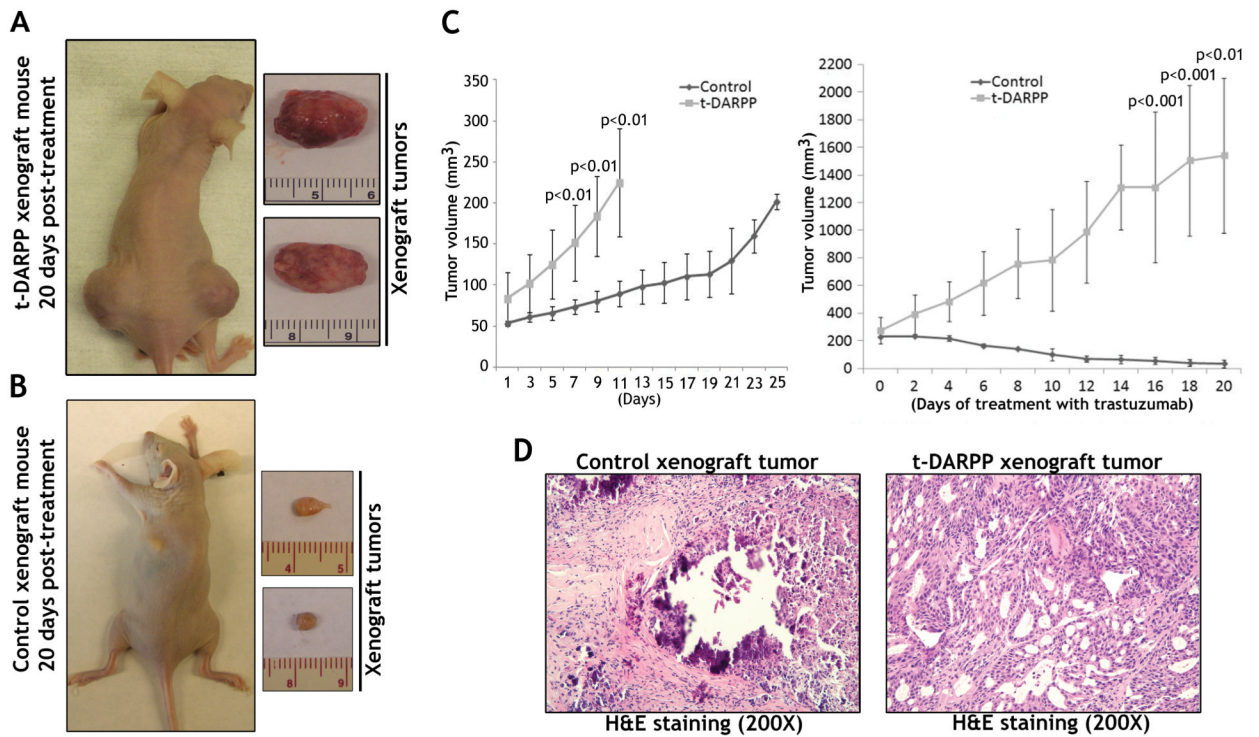 A
t-DARPP xenograft mouse
20 days post-treatment
5 6
8 9
Xenograft tumors
B
Control xenograft mouse
20 days post-treatment
4 5
8 9
Xenograft tumors
C
Tumor volume (mm3)
350
300
250
200
150
100
50
0
Control
t-DARPP
p<0.01
p<0.01
p<0.01
1 3 5 7 9 11 13 15 17 19 21 23 25
(Days)
Tumor volume (mm3)
2200
2000
1800
1600
1400
1200
1000
800
600
400
200
0
Control
t-DARPP
p<0.01
p<0.001
p<0.001
0 2 4 6 8 10 12 14 16 18 20
(Days of treatment with trastuzumab)
D
Control xenograft tumor
H&E staining (200X)
t-DARPP xenograft tumor
H&E staining (200X)